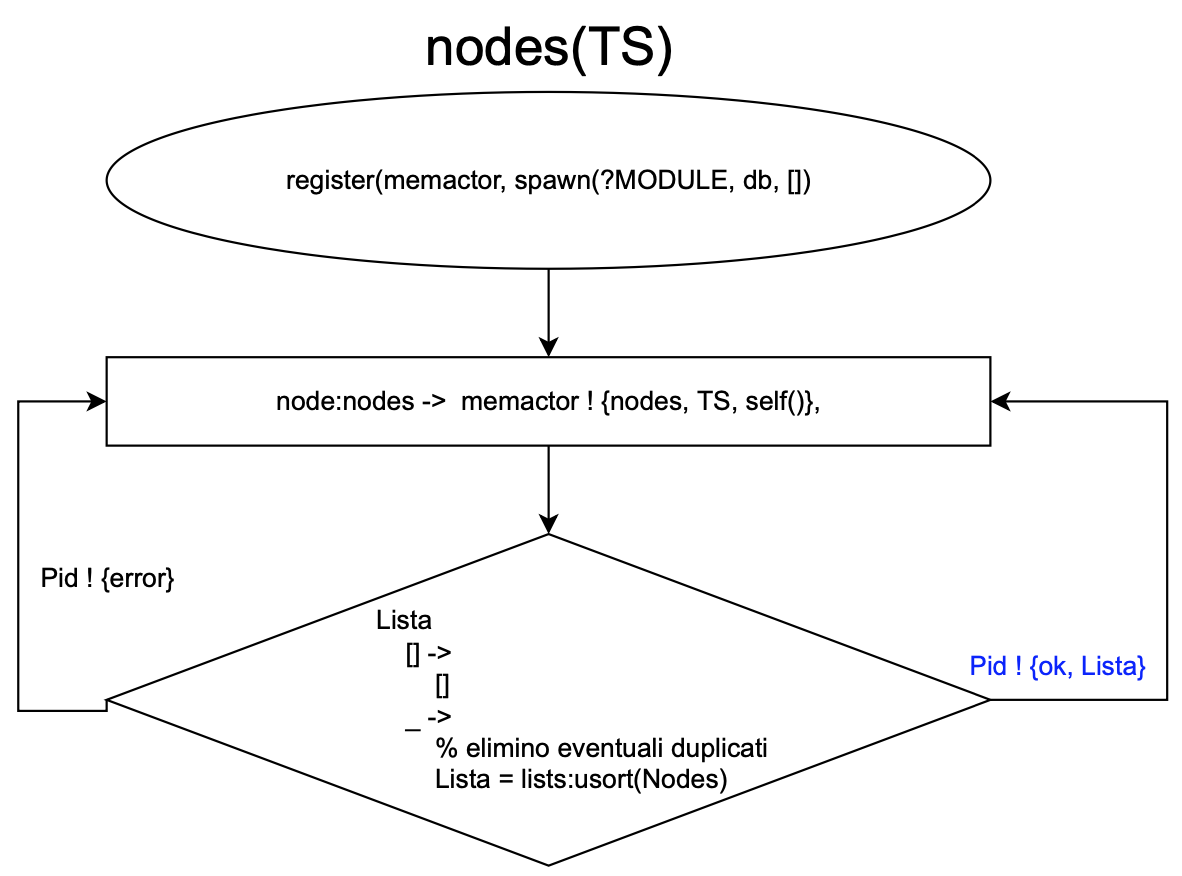 nodes(TS)
register(memactor, spawn(?MODULE, db, [])
node:nodes -> memactor ! {nodes, TS, self()},
Pid ! {error}
Lista
[] ->
[]
_ ->
% elimino eventuali duplicati
Lista = lists:usort(Nodes)
Pid ! {ok, Lista}